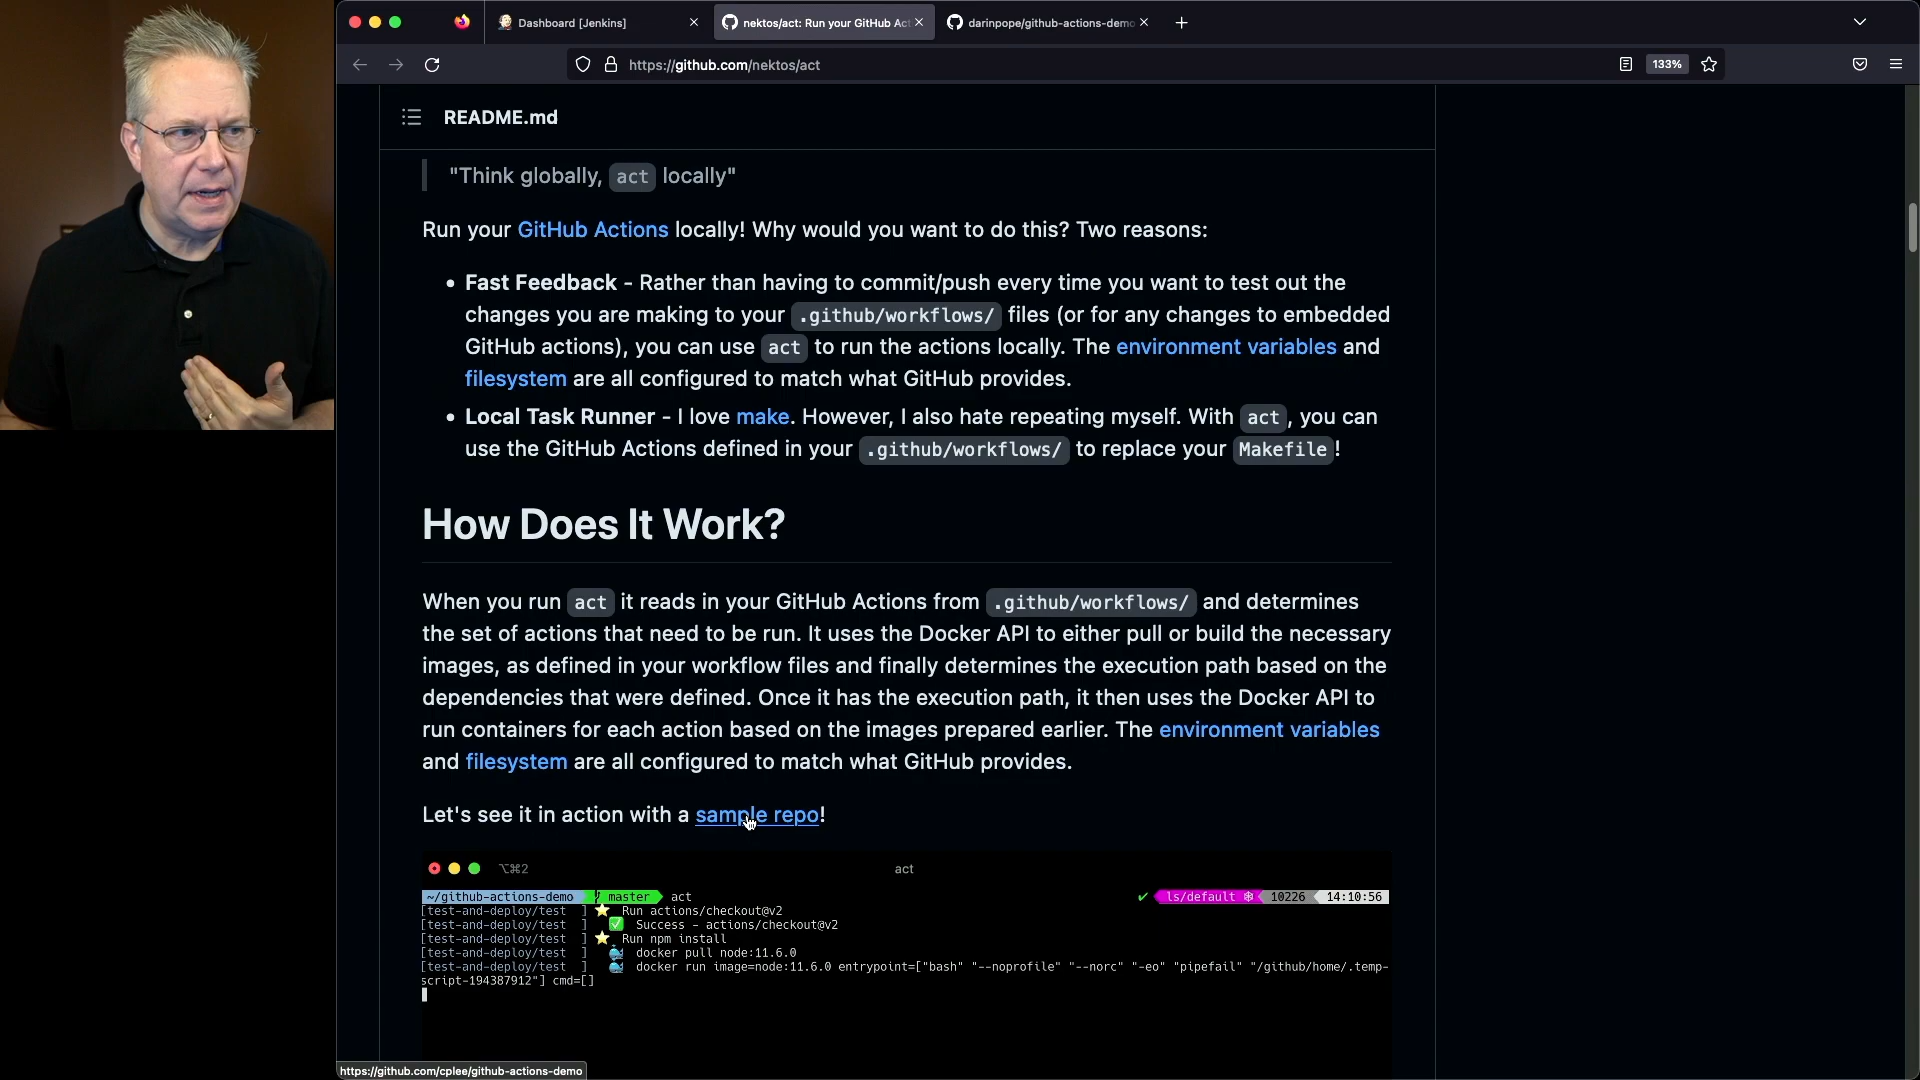 Dashboard [Jenkins]
nektos/act: Run your GitHub Act
darinpope/github-actions-demo
https://github.com/nektos/act
133%
README.md
"Think globally, act locally"
Run your GitHub Actions locally! Why would you want to do this? Two reasons:
• Fast Feedback - Rather than having to commit/push every time you want to test out the
changes you are making to your .github/workflows/ files (or for any changes to embedded
GitHub actions), you can use act to run the actions locally. The environment variables and
filesystem are all configured to match what GitHub provides.
• Local Task Runner - I love make. However, I also hate repeating myself. With act, you can
use the GitHub Actions defined in your .github/workflows/ to replace your Makefile!
How Does It Work?
When you run act it reads in your GitHub Actions from .github/workflows/ and determines
the set of actions that need to be run. It uses the Docker API to either pull or build the necessary
images, as defined in your workflow files and finally determines the execution path based on the
dependencies that were defined. Once it has the execution path, it then uses the Docker API to
run containers for each action based on the images prepared earlier. The environment variables
and filesystem are all configured to match what GitHub provides.
Let's see it in action with a sample repo!
⌥⌘2 act
~/github-actions-demo master act ✔ ls/default ⎈ 10226 14:10:56
[test-and-deploy/test ] ⭐ Run actions/checkout@v2
[test-and-deploy/test ] ✅ Success - actions/checkout@v2
[test-and-deploy/test ] ⭐ Run npm install
[test-and-deploy/test ] 🐳 docker pull node:11.6.0
[test-and-deploy/test ] 🐳 docker run image=node:11.6.0 entrypoint=["bash" "--noprofile" "--norc" "-eo" "pipefail" "/github/home/.temp-
script-194387912"] cmd=[]
https://github.com/cplee/github-actions-demo